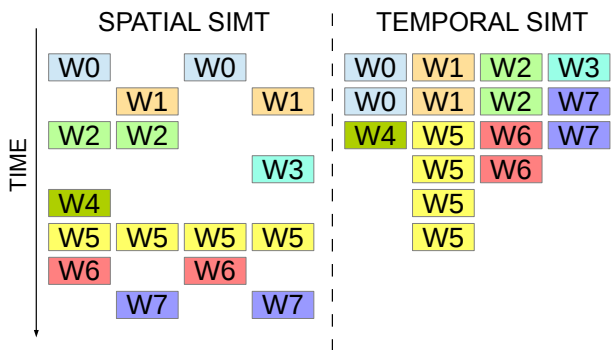 SPATIAL SIMT
TEMPORAL SIMT
TIME
W0 W0
W1 W1
W2 W2
W3
W4
W5 W5 W5 W5
W6 W6
W7 W7
W0 W1 W2 W3
W0 W1 W2 W7
W4 W5 W6 W7
W5 W6
W5
W5